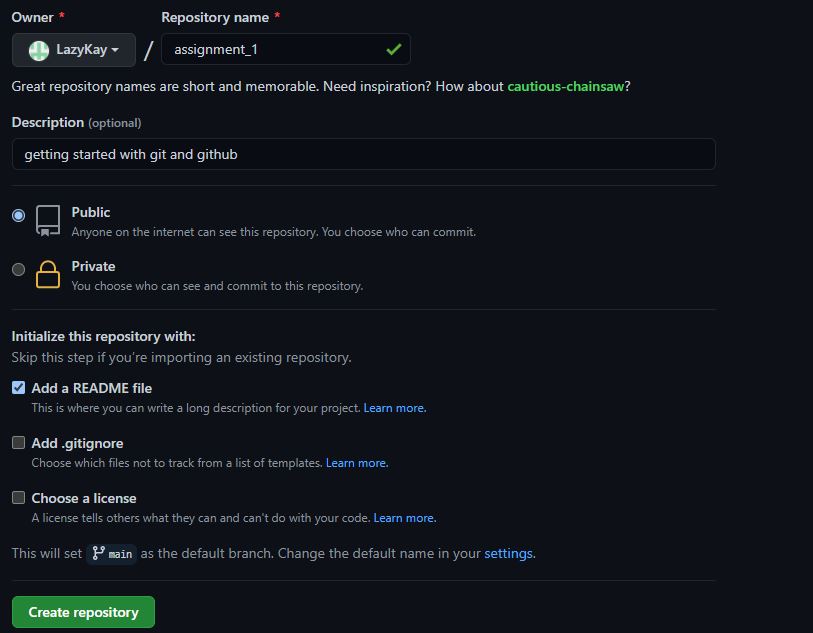 Owner * Repository name *
LazyKay / assignment_1
Great repository names are short and memorable. Need inspiration? How about cautious-chainsaw?
Description (optional)
getting started with git and github
Public
Anyone on the internet can see this repository. You choose who can commit.
Private
You choose who can see and commit to this repository.
Initialize this repository with:
Skip this step if you're importing an existing repository.
Add a README file
This is where you can write a long description for your project. Learn more.
Add .gitignore
Choose which files not to track from a list of templates. Learn more.
Choose a license
A license tells others what they can and can't do with your code. Learn more.
This will set main as the default branch. Change the default name in your settings.
Create repository